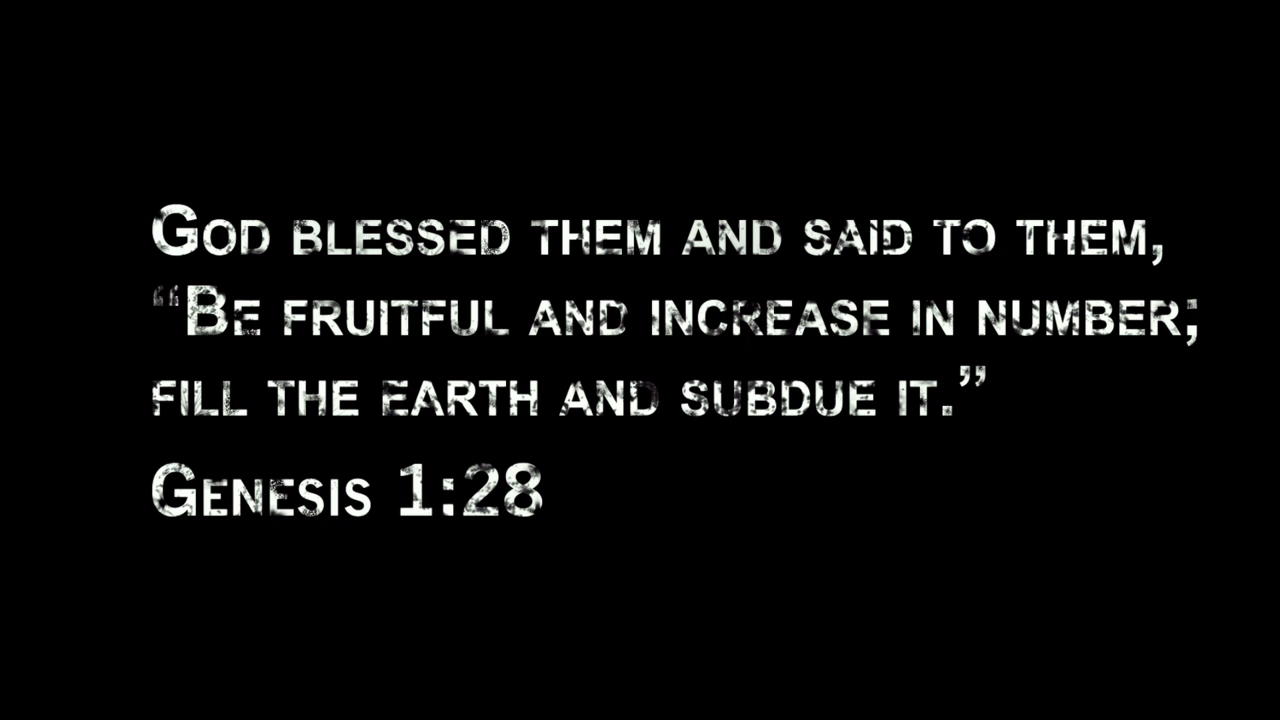 God blessed them and said to them,
“Be fruitful and increase in number;
fill the earth and subdue it.”
Genesis 1:28